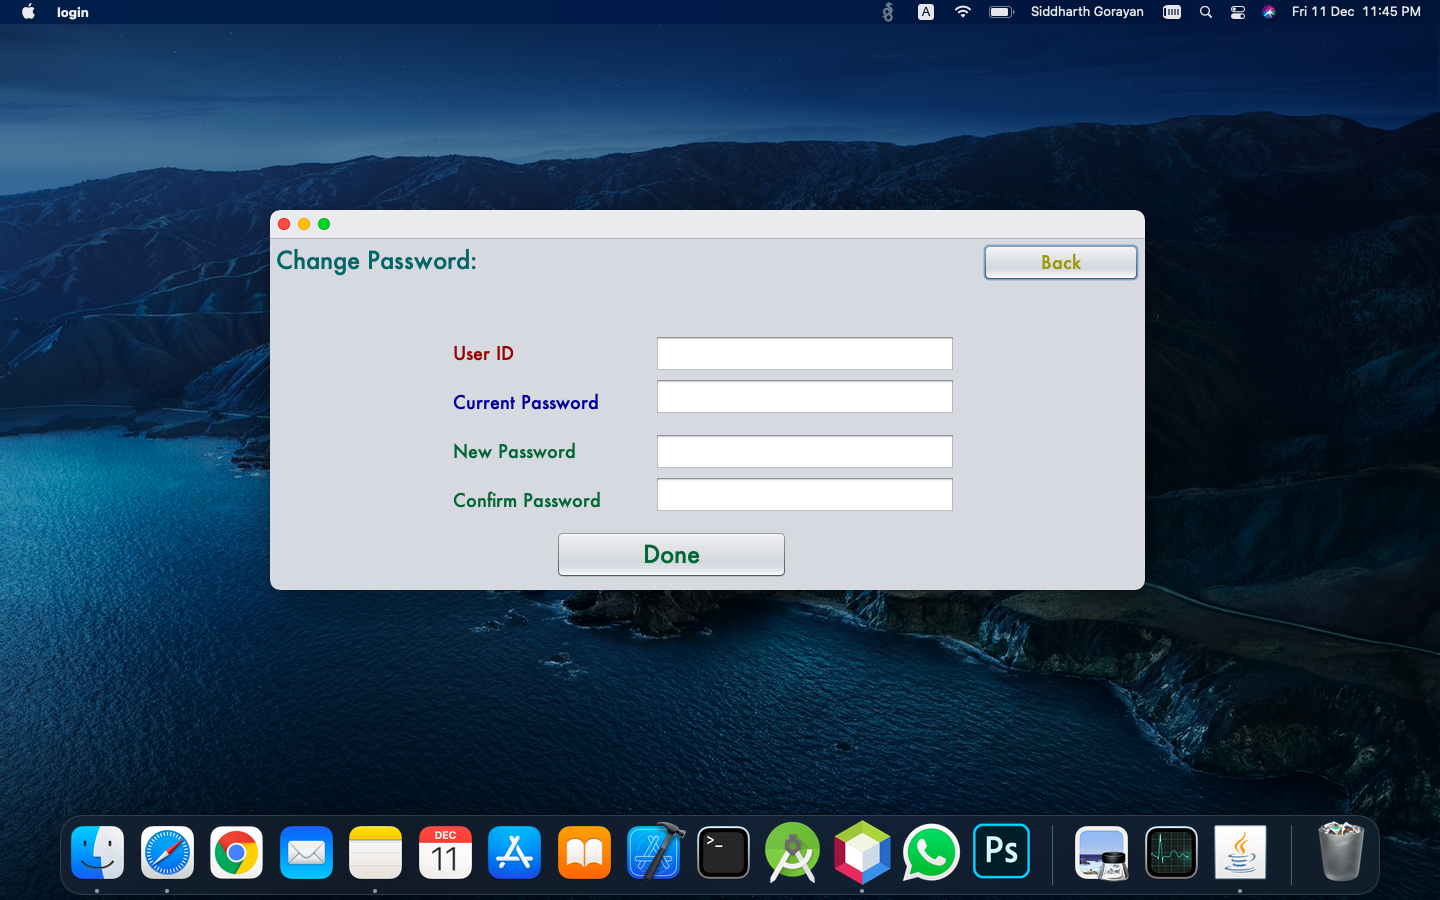 login
A
Siddharth Gorayan
Fri 11 Dec 11:45 PM
Change Password:
Back
User ID
Current Password
New Password
Confirm Password
Done
DEC
11
>_
Ps